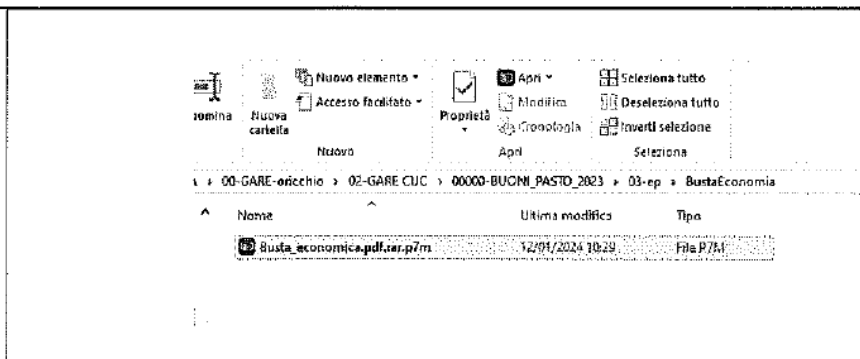 Nuovo elemento
Accesso facilitato
Nuova
cartella
Nuovo
Proprietà
Apri
Modifica
Cronologia
Apri
Seleziona tutto
Deseleziona tutto
Inverti selezione
Seleziona
00-GARE-oricchio > 02-GARE CUC > 00000-BUONI_PASTO_2023 > 03-ep > BustaEconomia
Nome Ultima modifica Tipo
Busta_economica.pdf.rar.p7m 12/01/2024 10:29 File P7M